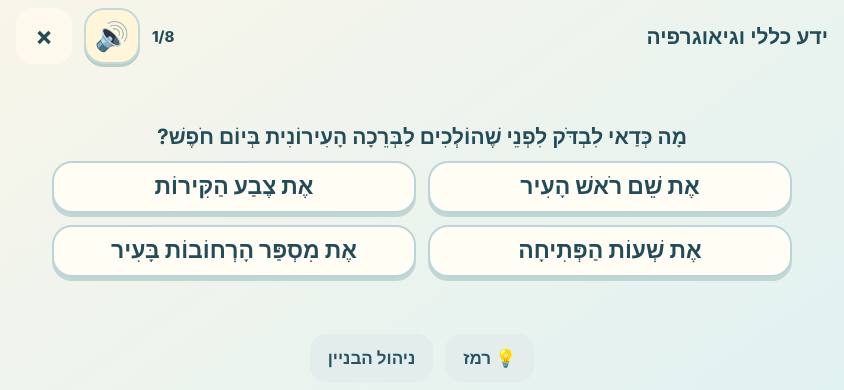 ידע כללי וגיאוגרפיה
1/8
מָה כְּדַאי לִבְדֹּק לִפְנֵי שֶׁהוֹלְכִים לַבְּרֵכָה הָעִירוֹנִית בְּיוֹם חֹפֶשׁ?
אֶת שֵׁם רֹאשׁ הָעִיר
אֶת צֶבַע הַקִּירוֹת
אֶת שְׁעוֹת הַפְּתִיחָה
אֶת מִסְפַּר הָרְחוֹבוֹת בָּעִיר
רמז
ניהול הבניין